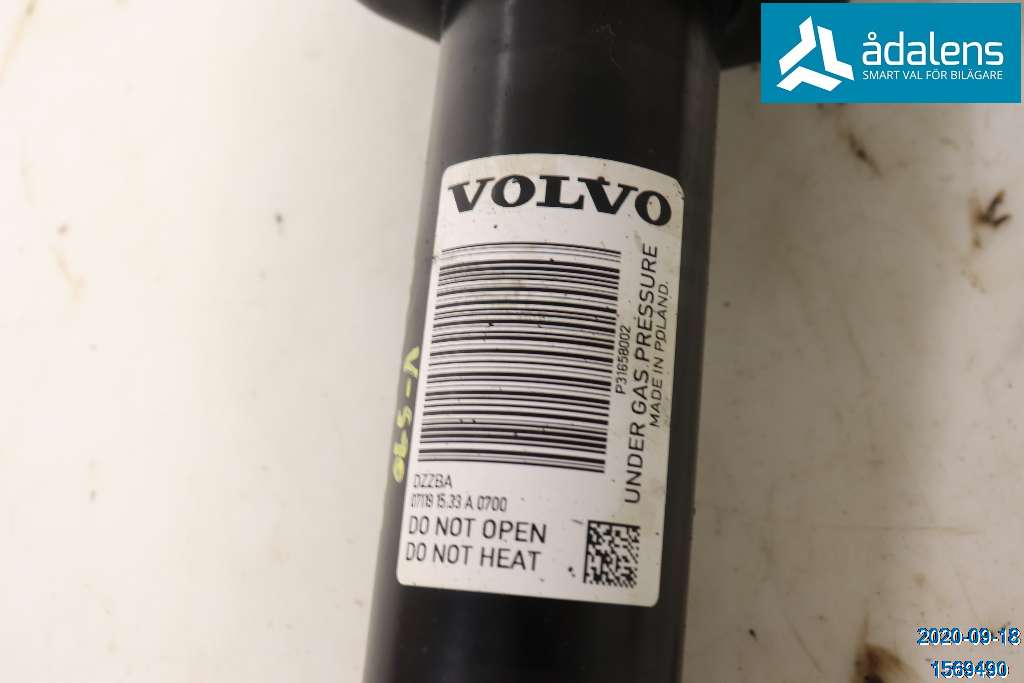 ådalens
SMART VAL FÖR BILÄGARE
VOLVO
P31658002
UNDER GAS PRESSURE
MADE IN POLAND.
DZZBA
07119 15.33 A 0700
DO NOT OPEN
DO NOT HEAT
2020-09-18
1569490